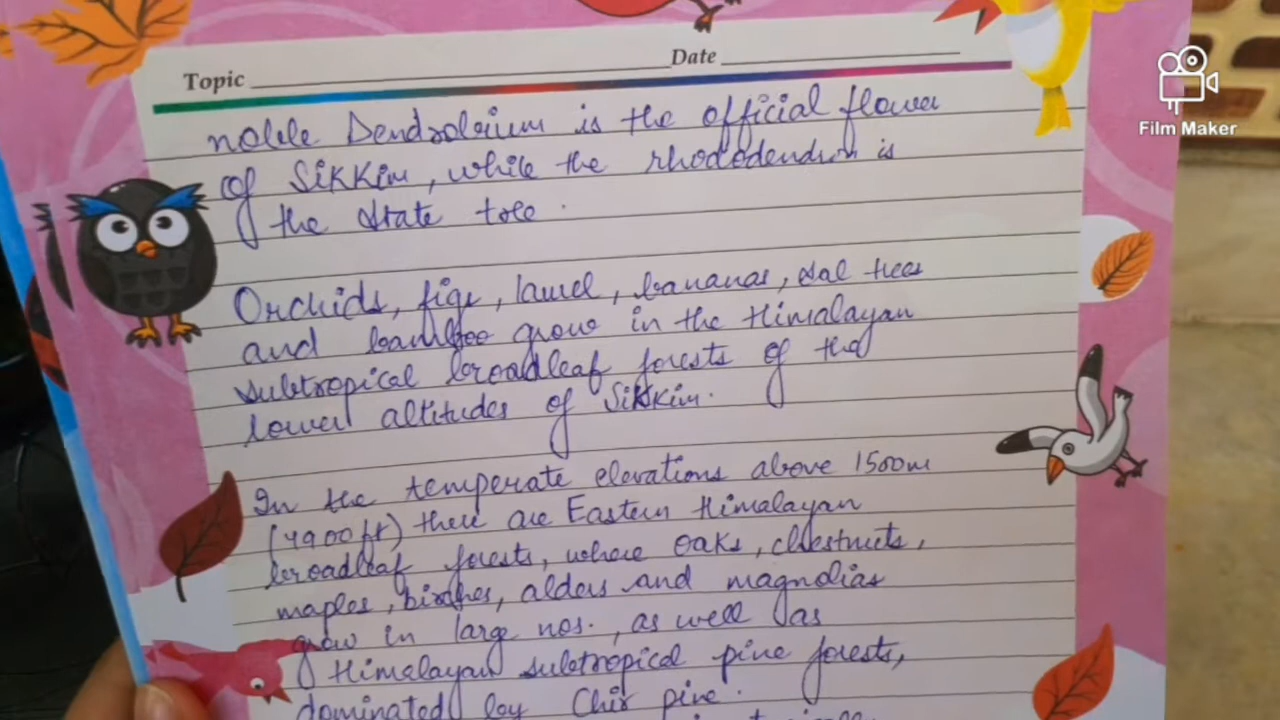 Topic Date
noble Dendrobium is the official flower
of Sikkim, while the rhododendron is
the state tree.
Orchids, figs, laurel, bananas, sal trees
and bamboo grow in the Himalayan
subtropical broadleaf forests of the
lower altitudes of Sikkim.
In the temperate elevations above 1500m
(4900ft) there are Eastern Himalayan
broadleaf forests, where oaks, chestnuts,
maples, birches, alders and magnolias
grow in large nos., as well as
Himalayan subtropical pine forests,
dominated by Chir pine.
Film Maker